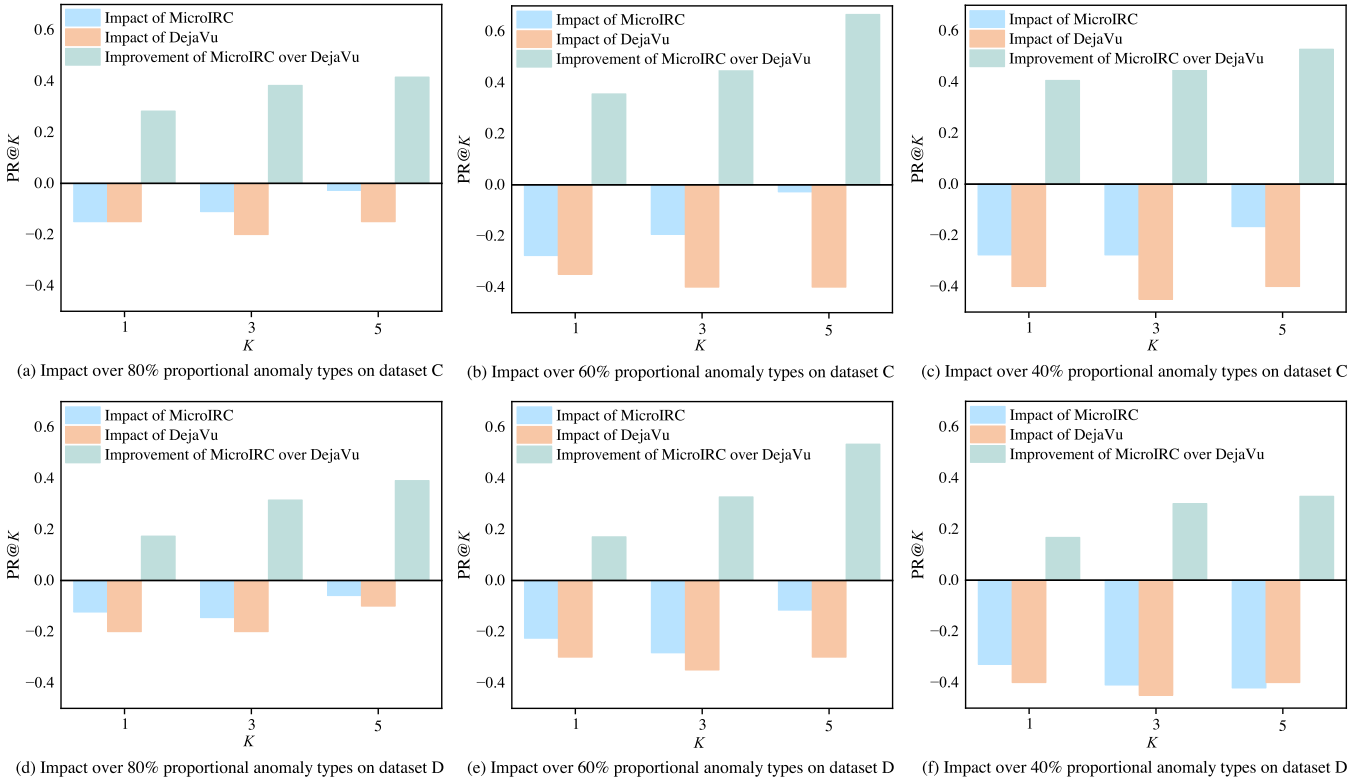 0.6
0.4
0.2
0.0
−0.2
−0.4
PR@K
Impact of MicroIRC
Impact of DejaVu
Improvement of MicroIRC over DejaVu
1 3 5
K
(a) Impact over 80% proportional anomaly types on dataset C
0.6
0.4
0.2
0.0
−0.2
−0.4
PR@K
Impact of MicroIRC
Impact of DejaVu
Improvement of MicroIRC over DejaVu
1 3 5
K
(b) Impact over 60% proportional anomaly types on dataset C
0.6
0.4
0.2
0.0
−0.2
−0.4
PR@K
Impact of MicroIRC
Impact of DejaVu
Improvement of MicroIRC over DejaVu
1 3 5
K
(c) Impact over 40% proportional anomaly types on dataset C
0.6
0.4
0.2
0.0
−0.2
−0.4
PR@K
Impact of MicroIRC
Impact of DejaVu
Improvement of MicroIRC over DejaVu
1 3 5
K
(d) Impact over 80% proportional anomaly types on dataset D
0.6
0.4
0.2
0.0
−0.2
−0.4
PR@K
Impact of MicroIRC
Impact of DejaVu
Improvement of MicroIRC over DejaVu
1 3 5
K
(e) Impact over 60% proportional anomaly types on dataset D
0.6
0.4
0.2
0.0
−0.2
−0.4
PR@K
Impact of MicroIRC
Impact of DejaVu
Improvement of MicroIRC over DejaVu
1 3 5
K
(f) Impact over 40% proportional anomaly types on dataset D